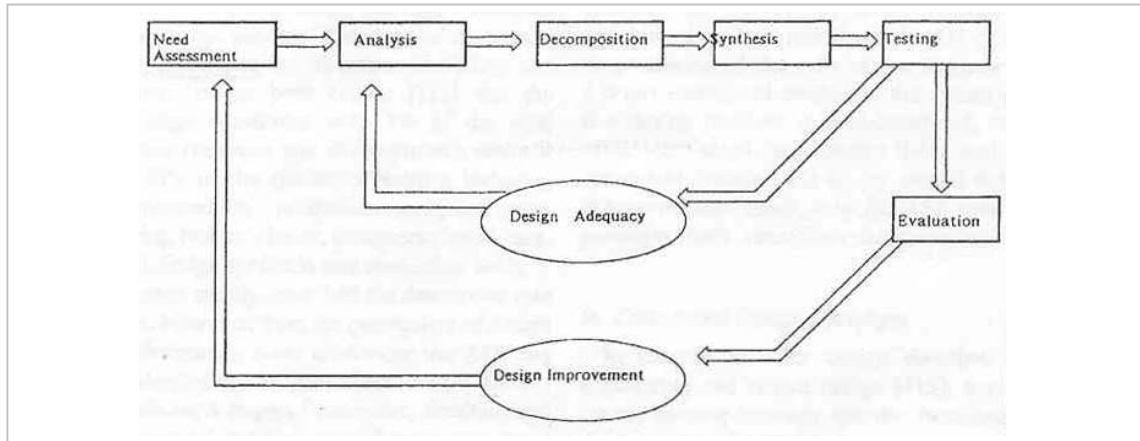 Need
Assessment
Analysis
Decomposition
Synthesis
Testing
Design Adequacy
Evaluation
Design Improvement